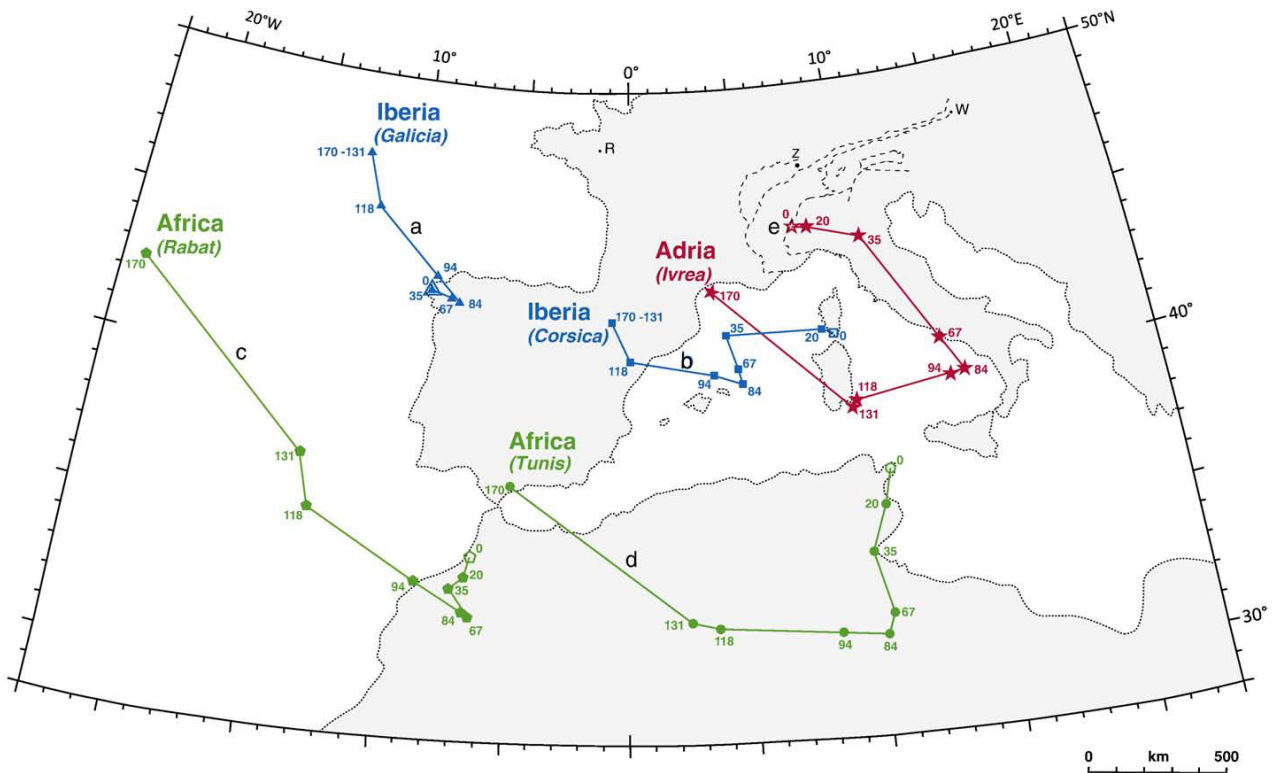 20°W
10°
0°
10°
20°E
50°N
Iberia
(Galicia)
170 -131
118
a
94
0
35
67
84
R
W
Z
Africa
(Rabat)
170
c
131
118
94
0
20
35
84
67
Adria
(Ivrea)
170
e
0
20
35
67
84
94
118
131
Iberia
(Corsica)
170 -131
118
b
94
84
67
35
20
0
40°
Africa
(Tunis)
170
d
131
118
94
84
67
35
20
0
30°
0 km 500